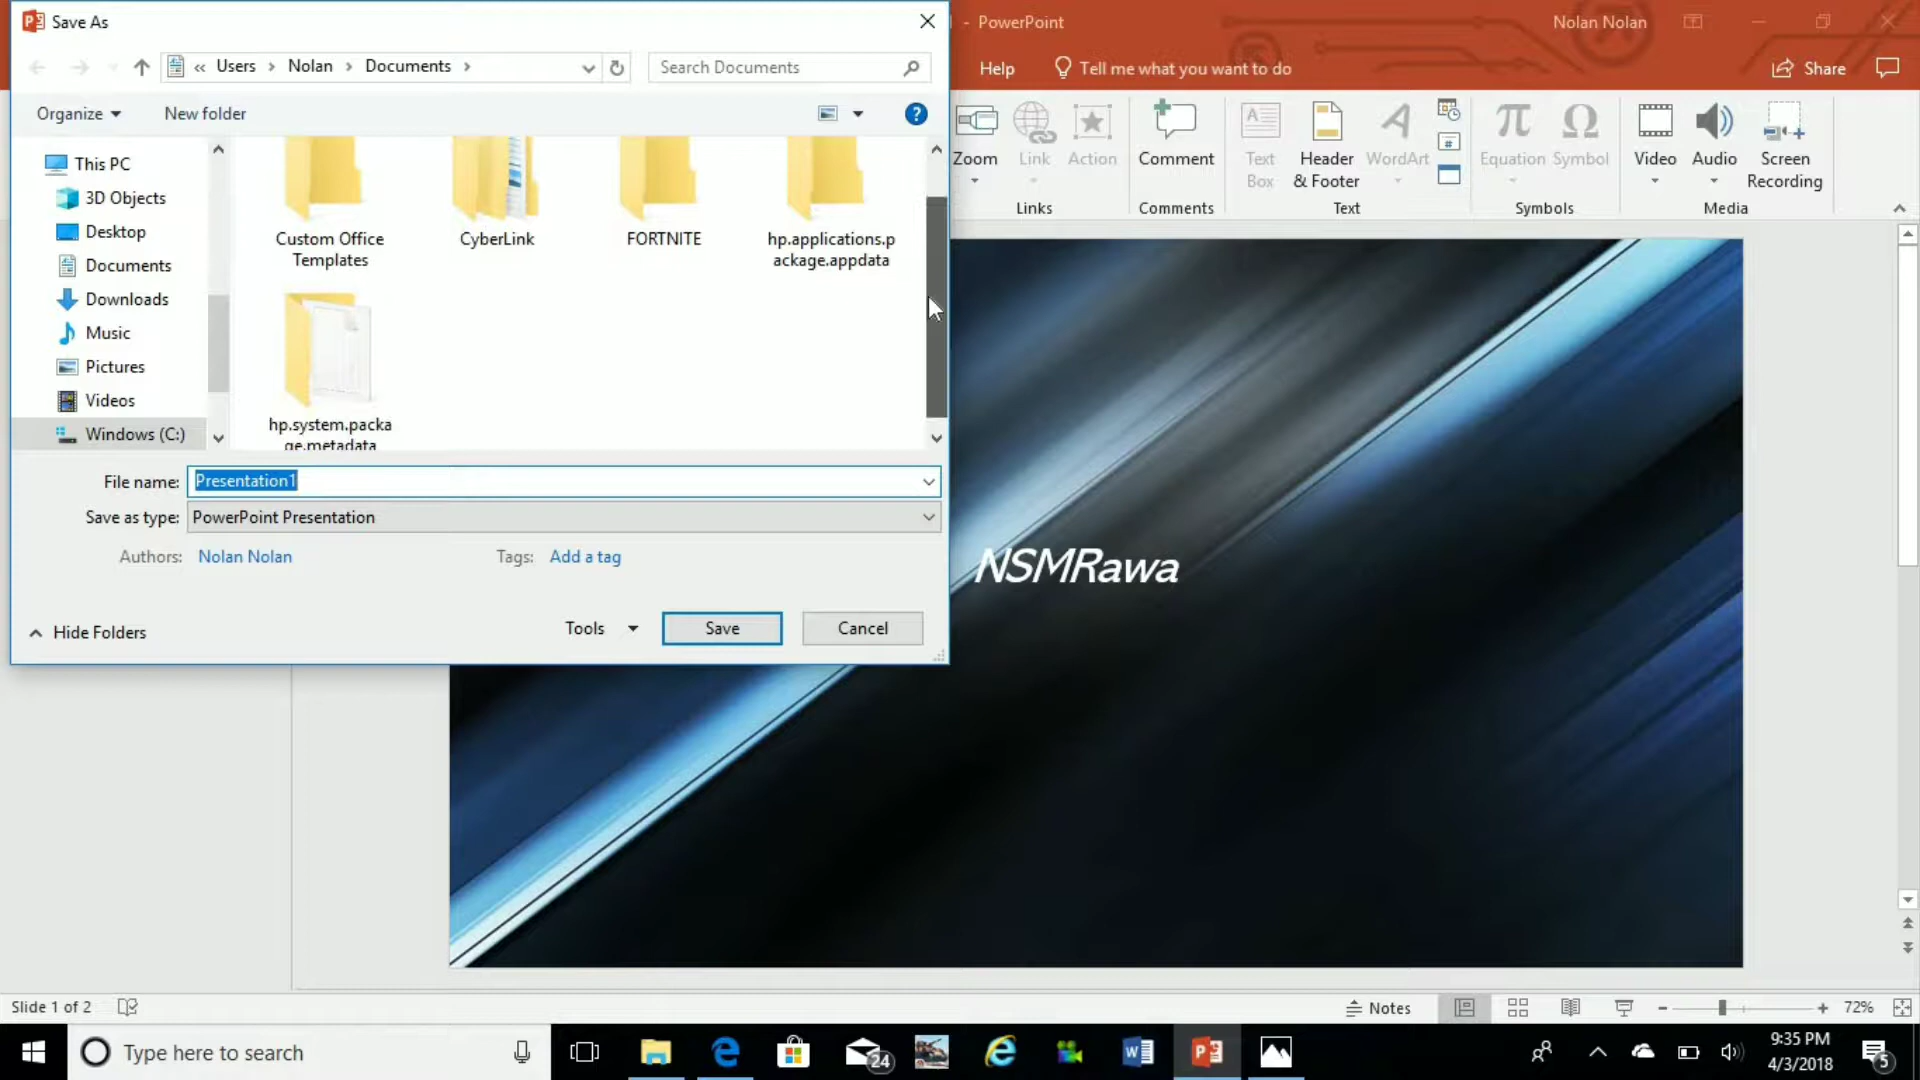 Save As
- PowerPoint
Nolan Nolan
« Users > Nolan > Documents >
Search Documents
Help
Tell me what you want to do
Share
Organize
New folder
This PC
3D Objects
Desktop
Documents
Downloads
Music
Pictures
Videos
Windows (C:)
Custom Office
Templates
CyberLink
FORTNITE
hp.applications.p
ackage.appdata
hp.system.packa
ge.metadata
Zoom
Link
Action
Comment
Text
Box
Header
& Footer
WordArt
Equation
Symbol
Video
Audio
Screen
Recording
Links
Comments
Text
Symbols
Media
File name: Presentation1
Save as type: PowerPoint Presentation
Authors: Nolan Nolan
Tags: Add a tag
Hide Folders
Tools
Save
Cancel
NSMRawa
Slide 1 of 2
Notes
72%
Type here to search
24
9:35 PM
4/3/2018
5